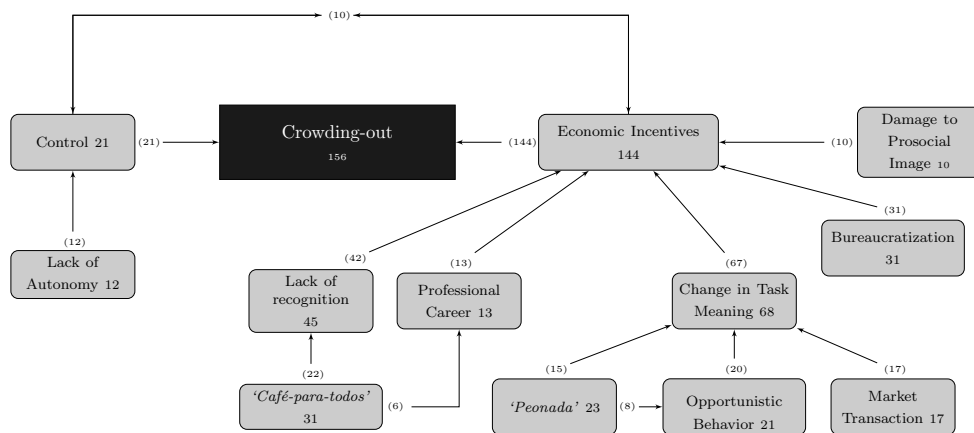 (10)
Control 21
(21)
Crowding-out
156
(144)
Economic Incentives
144
(10)
Damage to
Prosocial
Image 10
(12)
Lack of
Autonomy 12
(31)
Bureaucratization
31
(42)
Lack of
recognition
45
(13)
Professional
Career 13
(67)
Change in Task
Meaning 68
(22)
‘Café-para-todos’
31
(6)
(15)
‘Peonada’ 23
(8)
(20)
Opportunistic
Behavior 21
(17)
Market
Transaction 17